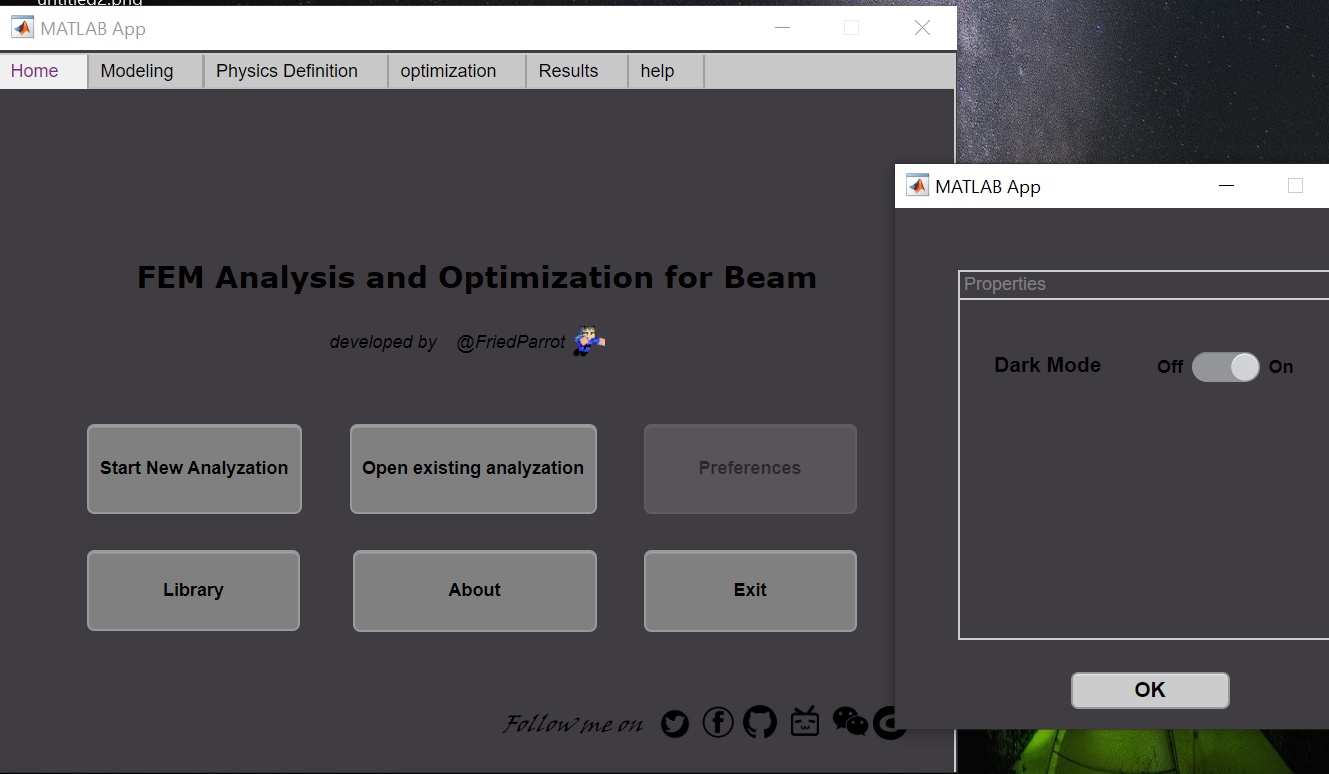 untitled2.png
MATLAB App
Home Modeling Physics Definition optimization Results help
FEM Analysis and Optimization for Beam
developed by @FriedParrot
Start New Analyzation Open existing analyzation Preferences
Library About Exit
Follow me on
MATLAB App
Properties
Dark Mode Off On
OK